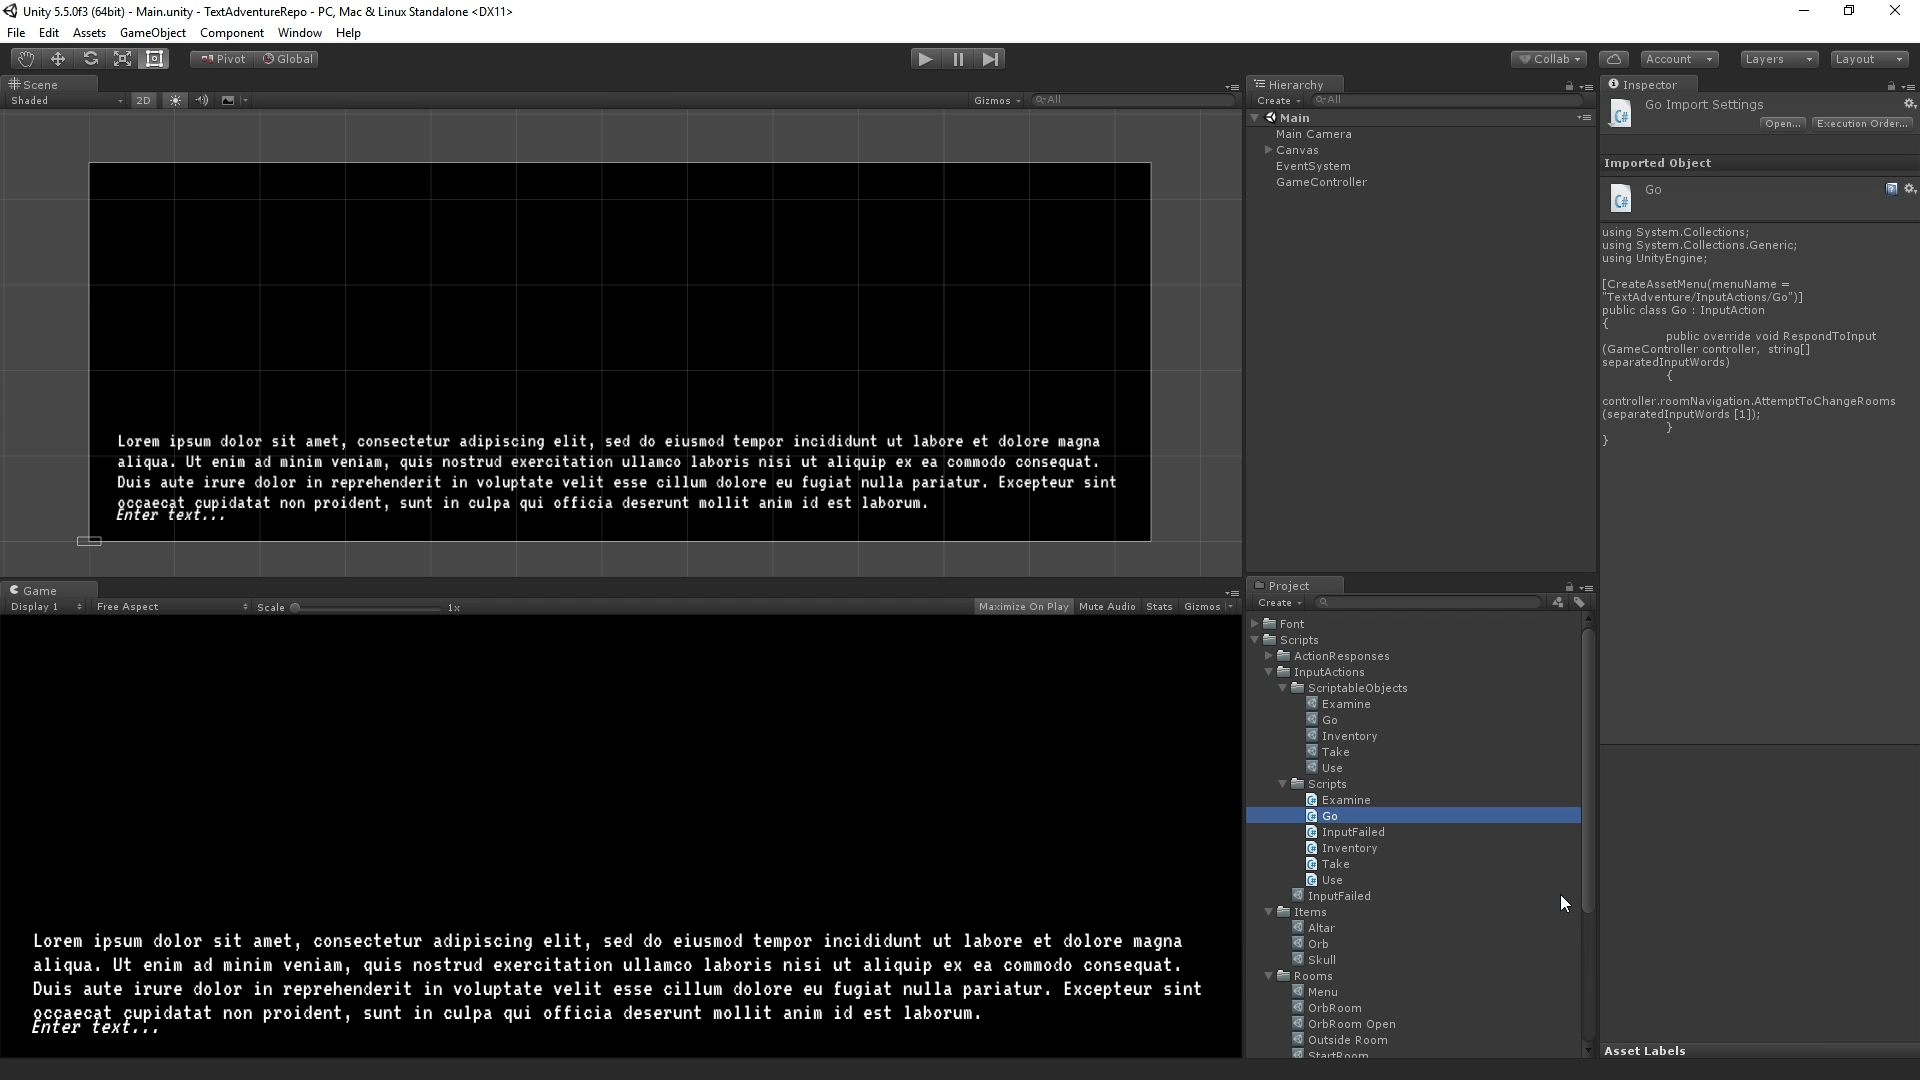 Unity 5.5.0f3 (64bit) - Main.unity - TextAdventureRepo - PC, Mac & Linux Standalone <DX11>
File Edit Assets GameObject Component Window Help
Pivot Global Collab Account Layers Layout
Scene
Shaded 2D Gizmos All
Lorem ipsum dolor sit amet, consectetur adipiscing elit, sed do eiusmod tempor incididunt ut labore et dolore magna
aliqua. Ut enim ad minim veniam, quis nostrud exercitation ullamco laboris nisi ut aliquip ex ea commodo consequat.
Duis aute irure dolor in reprehenderit in voluptate velit esse cillum dolore eu fugiat nulla pariatur. Excepteur sint
occaecat cupidatat non proident, sunt in culpa qui officia deserunt mollit anim id est laborum.
Enter text...
Game
Display 1 Free Aspect Scale 1x Maximize On Play Mute Audio Stats Gizmos
Lorem ipsum dolor sit amet, consectetur adipiscing elit, sed do eiusmod tempor incididunt ut labore et dolore magna
aliqua. Ut enim ad minim veniam, quis nostrud exercitation ullamco laboris nisi ut aliquip ex ea commodo consequat.
Duis aute irure dolor in reprehenderit in voluptate velit esse cillum dolore eu fugiat nulla pariatur. Excepteur sint
occaecat cupidatat non proident, sunt in culpa qui officia deserunt mollit anim id est laborum.
Enter text...
Hierarchy
Create All
Main
Main Camera
Canvas
EventSystem
GameController
Project
Create
Font
Scripts
ActionResponses
InputActions
ScriptableObjects
Examine
Go
Inventory
Take
Use
Scripts
Examine
Go
InputFailed
Inventory
Take
Use
InputFailed
Items
Altar
Orb
Skull
Rooms
Menu
OrbRoom
OrbRoom Open
Outside Room
StartRoom
Inspector
Go Import Settings
Open... Execution Order...
Imported Object
Go
using System.Collections;
using System.Collections.Generic;
using UnityEngine;
[CreateAssetMenu(menuName =
"TextAdventure/InputActions/Go")]
public class Go : InputAction
{
public override void RespondToInput
(GameController controller, string[]
separatedInputWords)
{
controller.roomNavigation.AttemptToChangeRooms
(separatedInputWords [1]);
}
}
Asset Labels